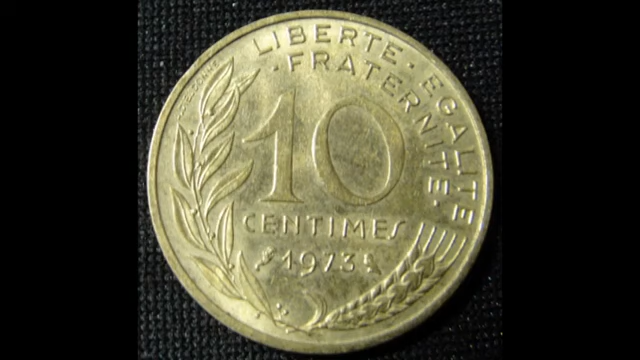 LIBERTE · EGALITE
· FRATERNITE ·
10
CENTIMES
1973